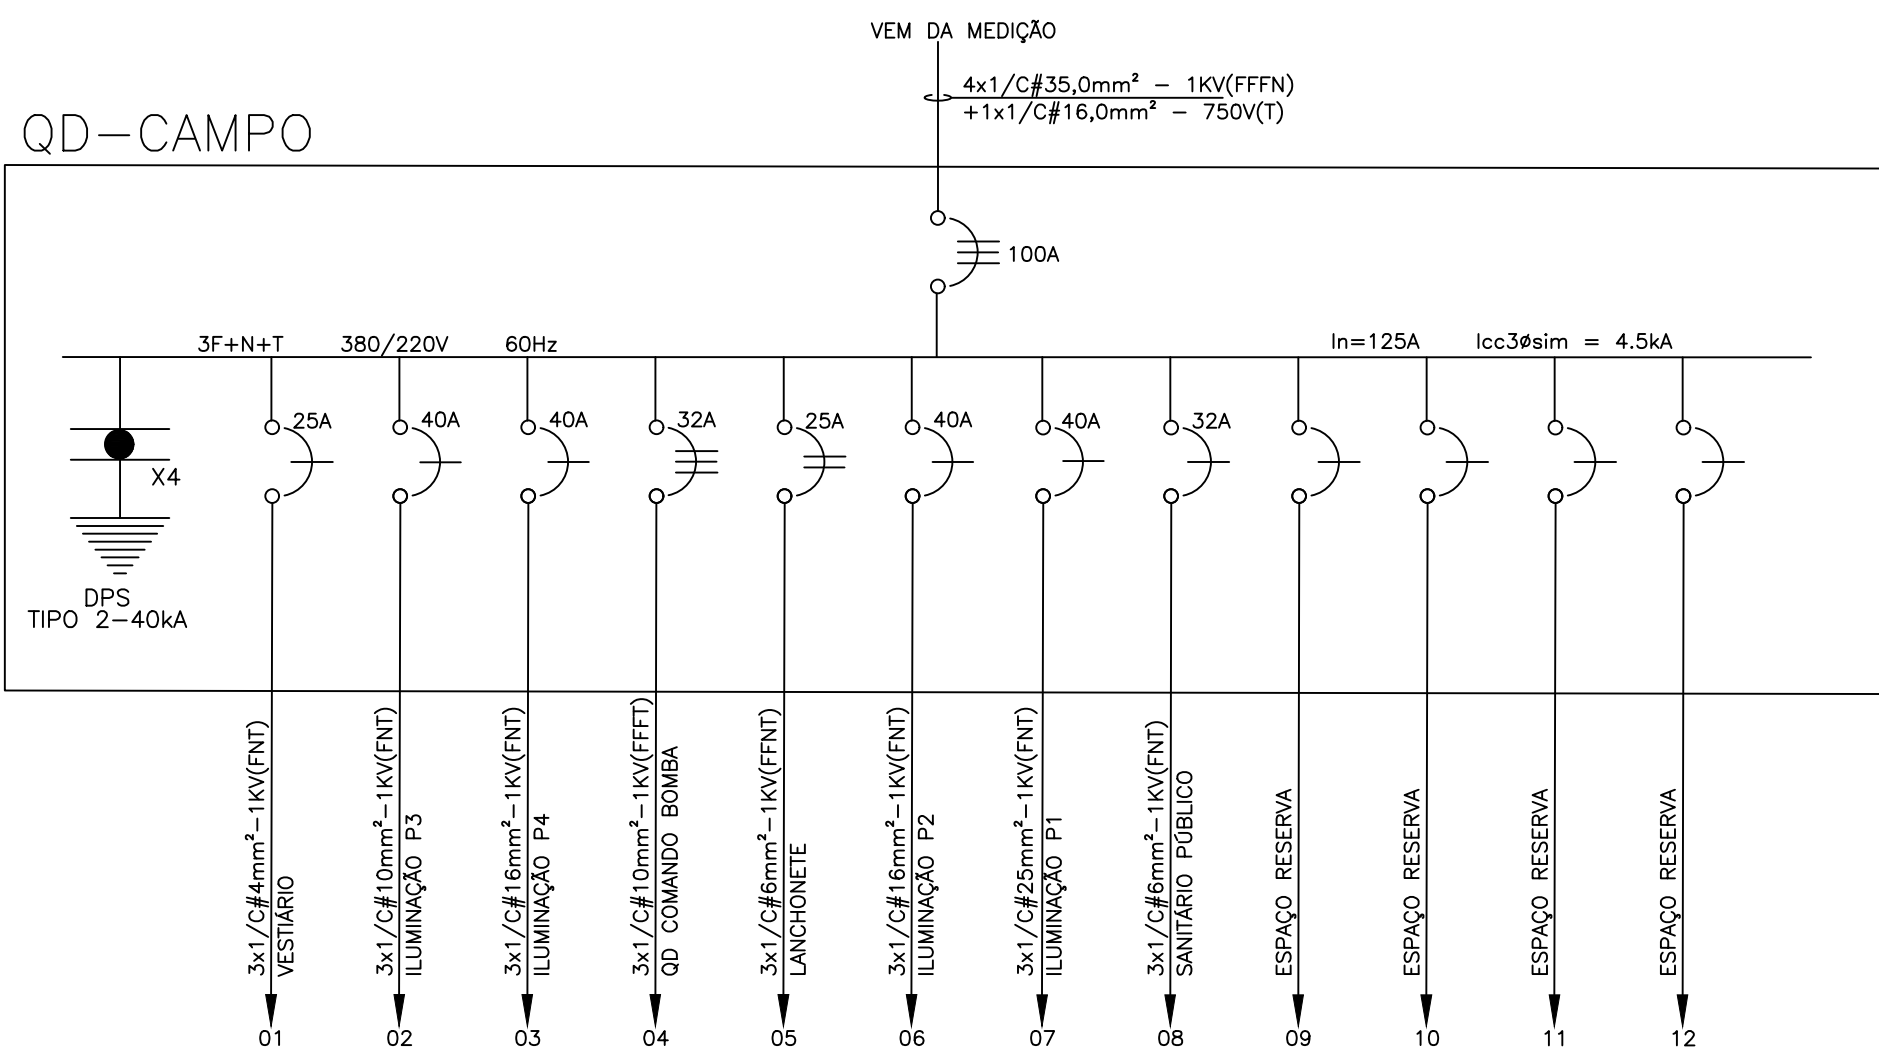 VEM DA MEDIÇÃO
4x1/C#35,0mm² - 1KV(FFFN)
+1x1/C#16,0mm² - 750V(T)
QD-CAMPO
100A
3F+N+T 380/220V 60Hz In=125A Icc3øsim = 4.5kA
25A 40A 40A 32A 25A 40A 40A 32A
X4
DPS
TIPO 2-40kA
3x1/C#4mm²-1KV(FNT)
VESTIÁRIO
3x1/C#10mm²-1KV(FNT)
ILUMINAÇÃO P3
3x1/C#16mm²-1KV(FNT)
ILUMINAÇÃO P4
3x1/C#10mm²-1KV(FFFT)
QD COMANDO BOMBA
3x1/C#6mm²-1KV(FFNT)
LANCHONETE
3x1/C#16mm²-1KV(FNT)
ILUMINAÇÃO P2
3x1/C#25mm²-1KV(FNT)
ILUMINAÇÃO P1
3x1/C#6mm²-1KV(FNT)
SANITÁRIO PÚBLICO
ESPAÇO RESERVA
ESPAÇO RESERVA
ESPAÇO RESERVA
ESPAÇO RESERVA
01 02 03 04 05 06 07 08 09 10 11 12